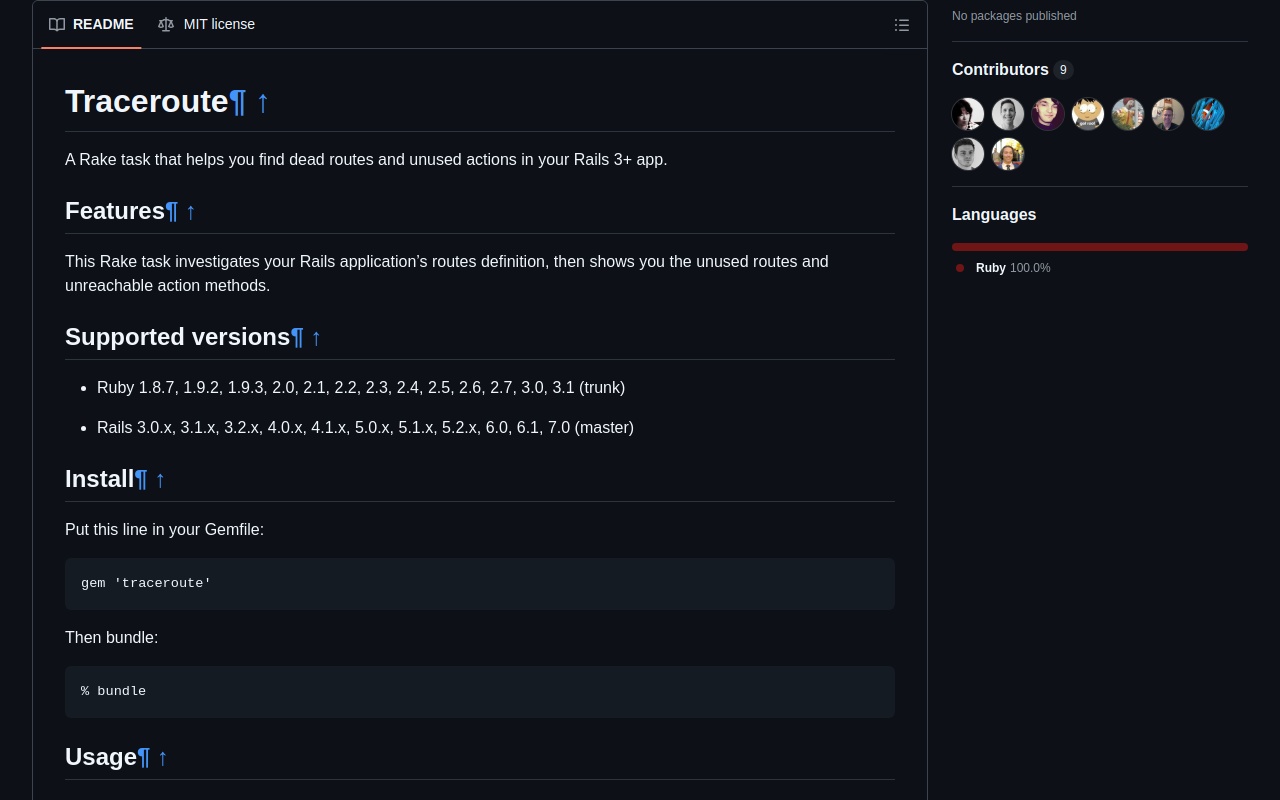 README
MIT license
Traceroute¶ ↑
A Rake task that helps you find dead routes and unused actions in your Rails 3+ app.
Features¶ ↑
This Rake task investigates your Rails application’s routes definition, then shows you the unused routes and
unreachable action methods.
Supported versions¶ ↑
• Ruby 1.8.7, 1.9.2, 1.9.3, 2.0, 2.1, 2.2, 2.3, 2.4, 2.5, 2.6, 2.7, 3.0, 3.1 (trunk)
• Rails 3.0.x, 3.1.x, 3.2.x, 4.0.x, 4.1.x, 5.0.x, 5.1.x, 5.2.x, 6.0, 6.1, 7.0 (master)
Install¶ ↑
Put this line in your Gemfile:
gem 'traceroute'
Then bundle:
% bundle
Usage¶ ↑
No packages published
Contributors 9
Languages
Ruby 100.0%